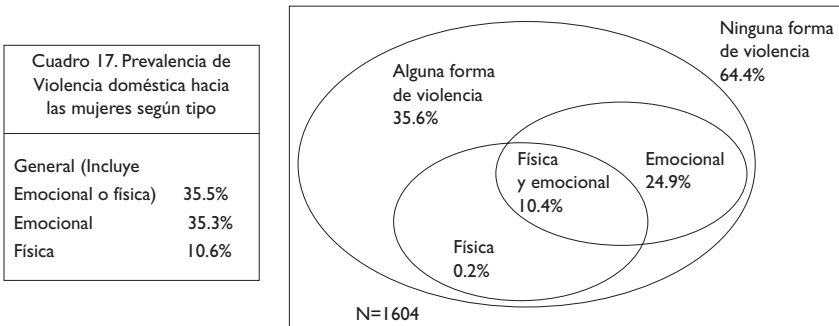 Cuadro 17. Prevalencia de
Violencia doméstica hacia
las mujeres según tipo
General (Incluye
Emocional o física) 35.5%
Emocional 35.3%
Física 10.6%
Ninguna forma
de violencia
64.4%
Alguna forma
de violencia
35.6%
Física
y emocional
10.4%
Emocional
24.9%
Física
0.2%
N=1604